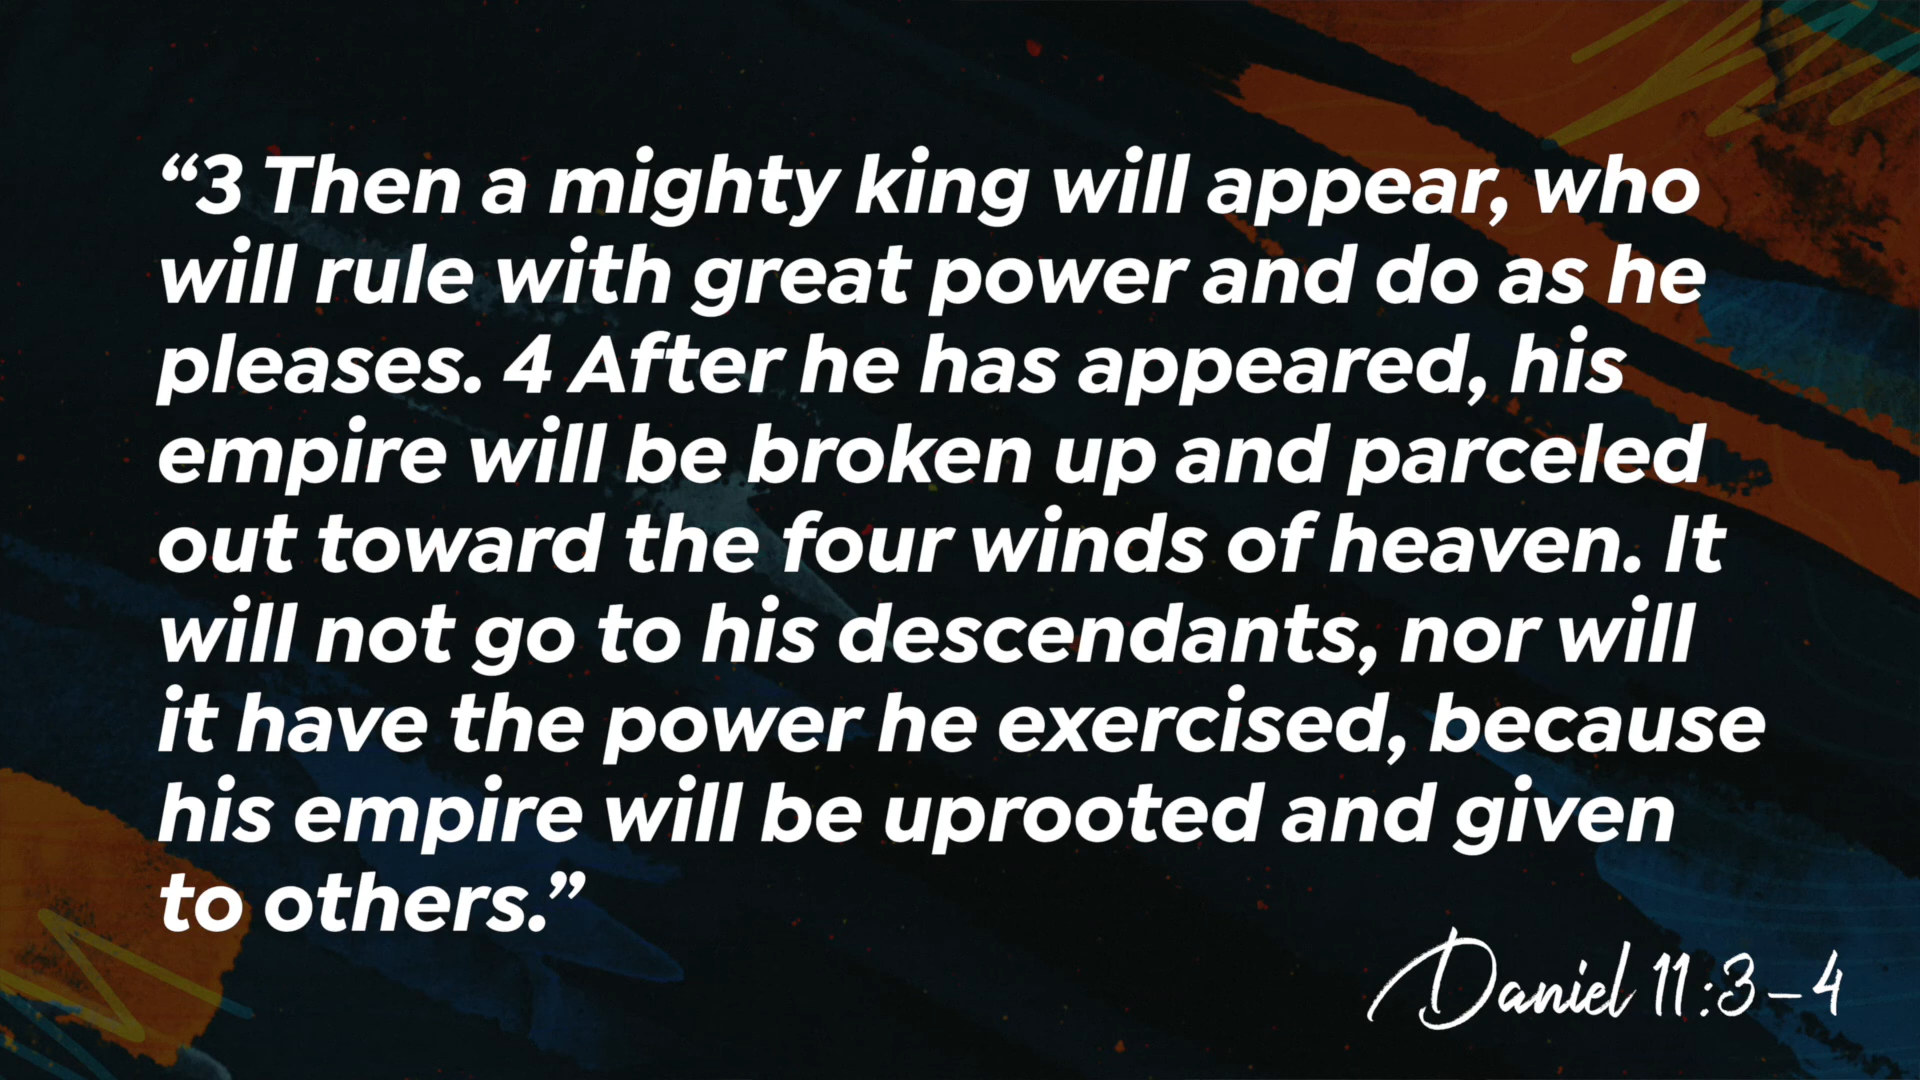 “3 Then a mighty king will appear, who
will rule with great power and do as he
pleases. 4 After he has appeared, his
empire will be broken up and parceled
out toward the four winds of heaven. It
will not go to his descendants, nor will
it have the power he exercised, because
his empire will be uprooted and given
to others.”
Daniel 11:3-4